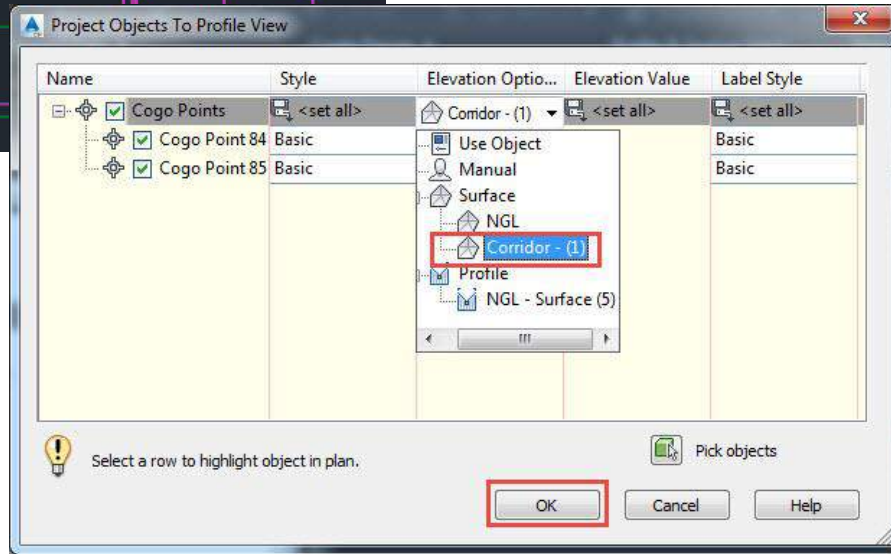 Project Objects To Profile View
Name Style Elevation Optio... Elevation Value Label Style
Cogo Points <set all> Corridor - (1) <set all> <set all>
Cogo Point 84 Basic Basic
Cogo Point 85 Basic Basic
Use Object
Manual
Surface
NGL
Corridor - (1)
Profile
NGL - Surface (5)
Select a row to highlight object in plan.
Pick objects
OK Cancel Help